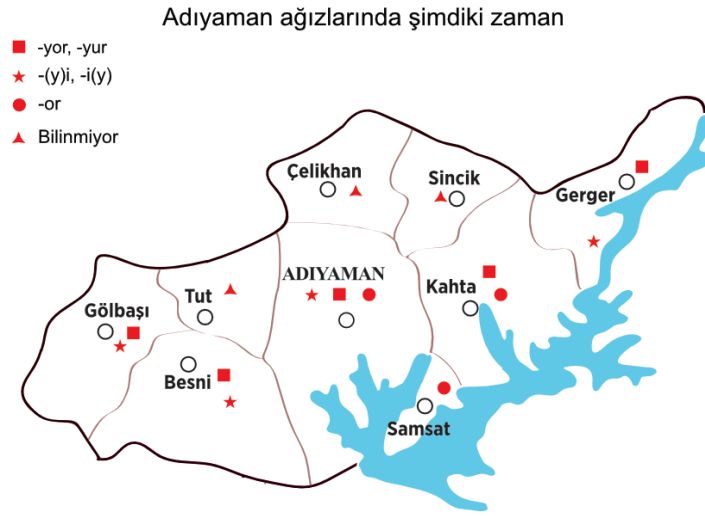 Adıyaman ağızlarında şimdiki zaman
-yor, -yur
-(y)i, -i(y)
-or
Bilinmiyor
Çelikhan
Sincik
Gerger
ADIYAMAN
Kahta
Tut
Gölbaşı
Besni
Samsat